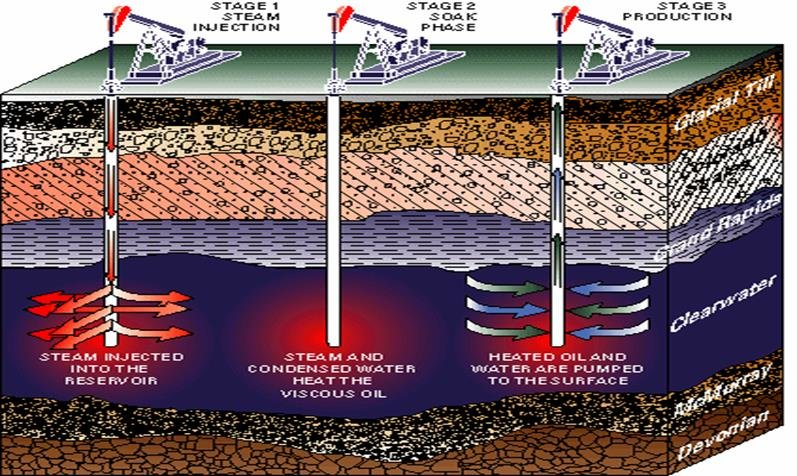 STAGE 1
STEAM
INJECTION
STAGE 2
SOAK
PHASE
STAGE 3
PRODUCTION
Glacial Till
Colorado
Shales
Grand Rapids
Clearwater
McMurray
Devonian
STEAM INJECTED
INTO THE
RESERVOIR
STEAM AND
CONDENSED WATER
HEAT THE
VISCOUS OIL
HEATED OIL AND
WATER ARE PUMPED
TO THE SURFACE